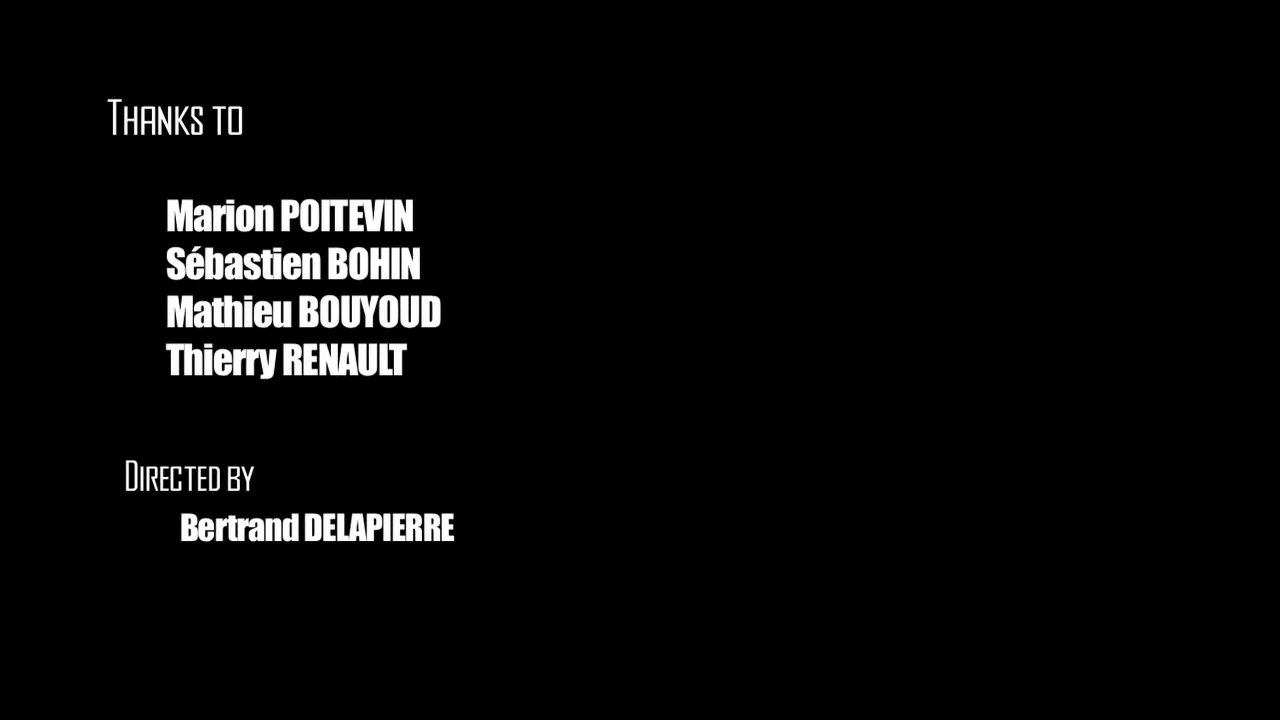 Thanks to
Marion POITEVIN
Sébastien BOHIN
Mathieu BOUYOUD
Thierry RENAULT
Directed by
Bertrand DELAPIERRE